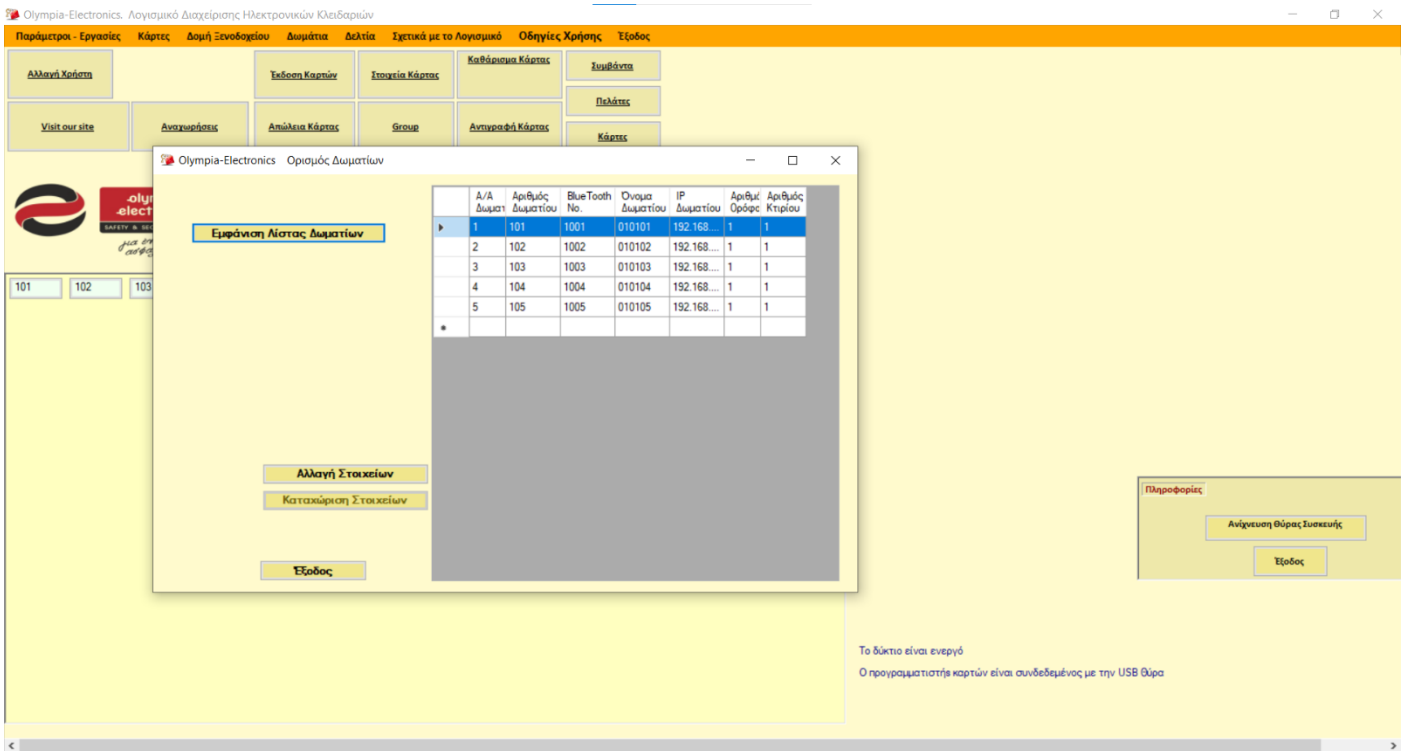 Olympia-Electronics. Λογισμικό Διαχείρισης Ηλεκτρονικών Κλειδαριών
Παράμετροι - Εργασίες Κάρτες Δομή Ξενοδοχείου Δωμάτια Δελτία Σχετικά με το Λογισμικό Οδηγίες Χρήσης Έξοδος
Αλλαγή Χρήστη Έκδοση Καρτών Στοιχεία Κάρτας Καθάρισμα Κάρτας Συμβάντα
Πελάτες
Visit our site Αναχωρήσεις Απώλεια Κάρτας Group Αντιγραφή Κάρτας Κάρτες
Olympia-Electronics Ορισμός Δωματίων
Εμφάνιση Λίστας Δωματίων
Α/Α Αριθμός BlueTooth Όνομα IP Αριθμός
Δωματίου No. Δωματίου Δωματίου Κτιρίου
1 101 1001 010101 192.168.... 1 1
2 102 1002 010102 192.168.... 1 1
3 103 1003 010103 192.168.... 1 1
4 104 1004 010104 192.168.... 1 1
5 105 1005 010105 192.168.... 1 1
101 102 103
Αλλαγή Στοιχείων
Καταχώριση Στοιχείων
Έξοδος
Πληροφορίες
Ανίχνευση Θύρας Συσκευής
Έξοδος
Το δύκτιο είναι ενεργό
Ο προγραμματιστής καρτών είναι συνδεδεμένος με την USB θύρα